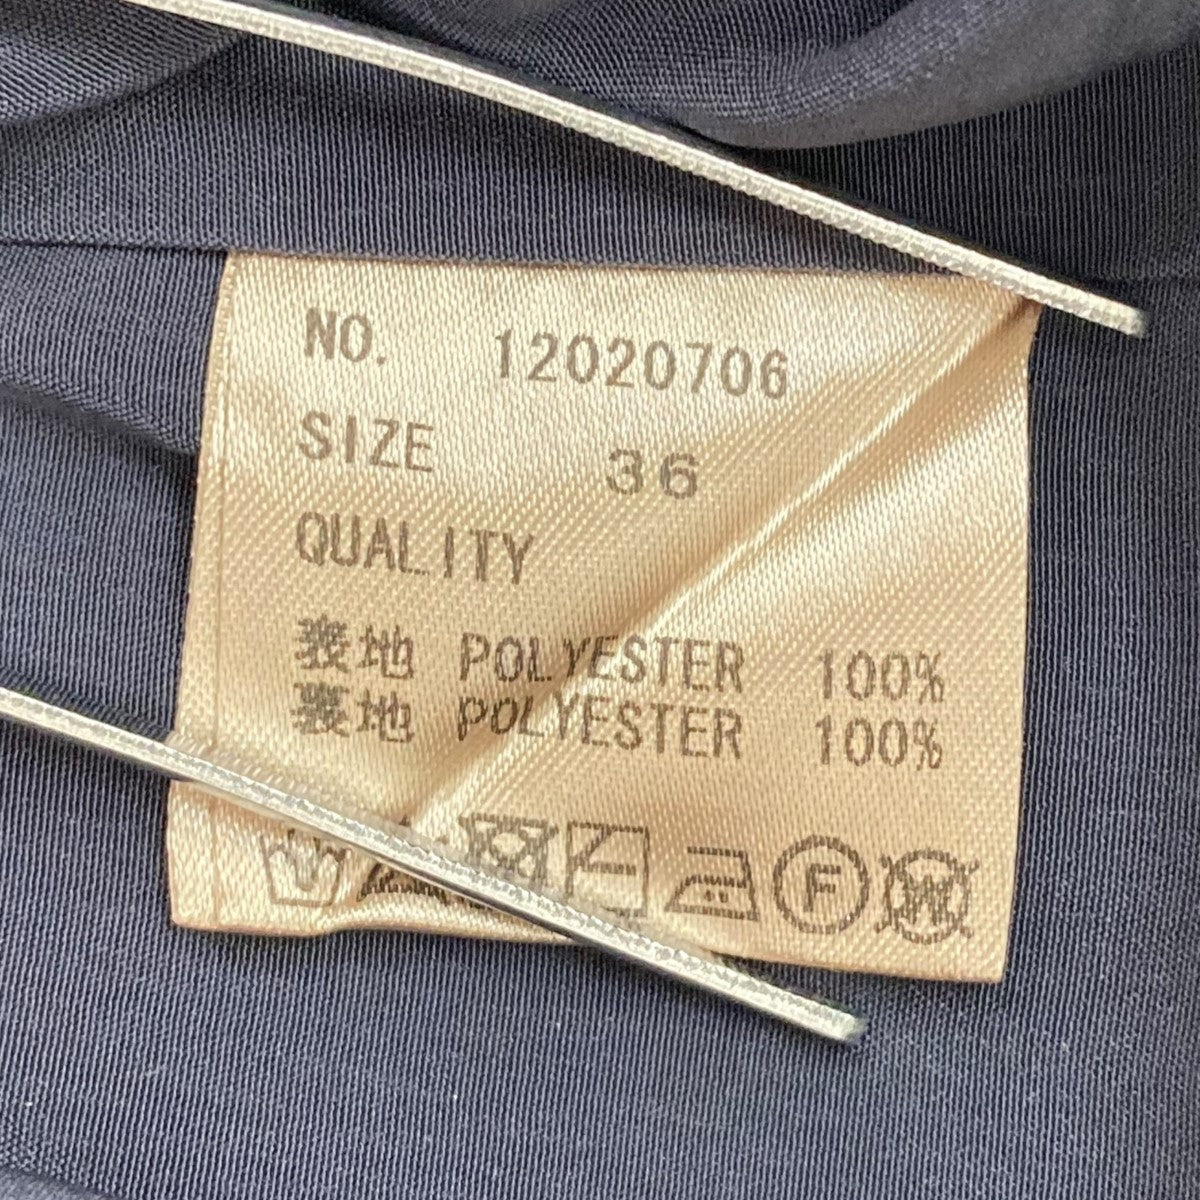 NO. 12020706
SIZE 36
QUALITY
表地 POLYESTER 100%
裏地 POLYESTER 100%
F W